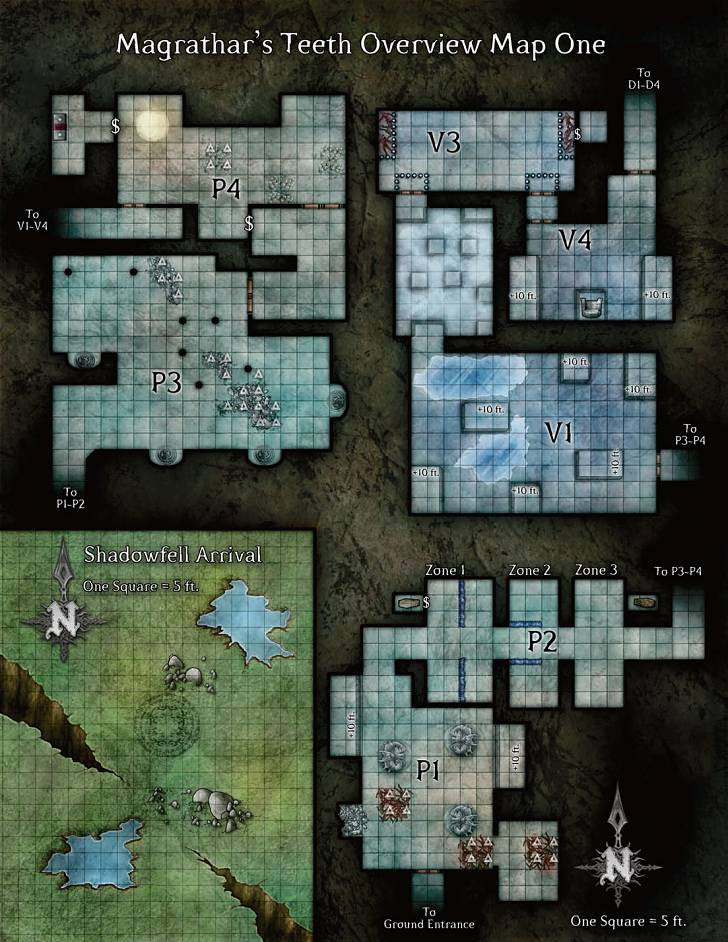 Magrathar's Teeth Overview Map One
To
D1-D4
$
V3
$
P4
To
V1-V4
$
V4
+10 ft.
+10 ft.
P3
+10 ft.
+10 ft.
+10 ft.
V1
+10 ft.
+10 ft.
+10 ft.
To
P3-P4
To
P1-P2
Shadowfell Arrival
One Square = 5 ft.
N
Zone 1
Zone 2
Zone 3
To P3-P4
$
P2
+10 ft.
+10 ft.
P1
N
To
Ground Entrance
One Square = 5 ft.